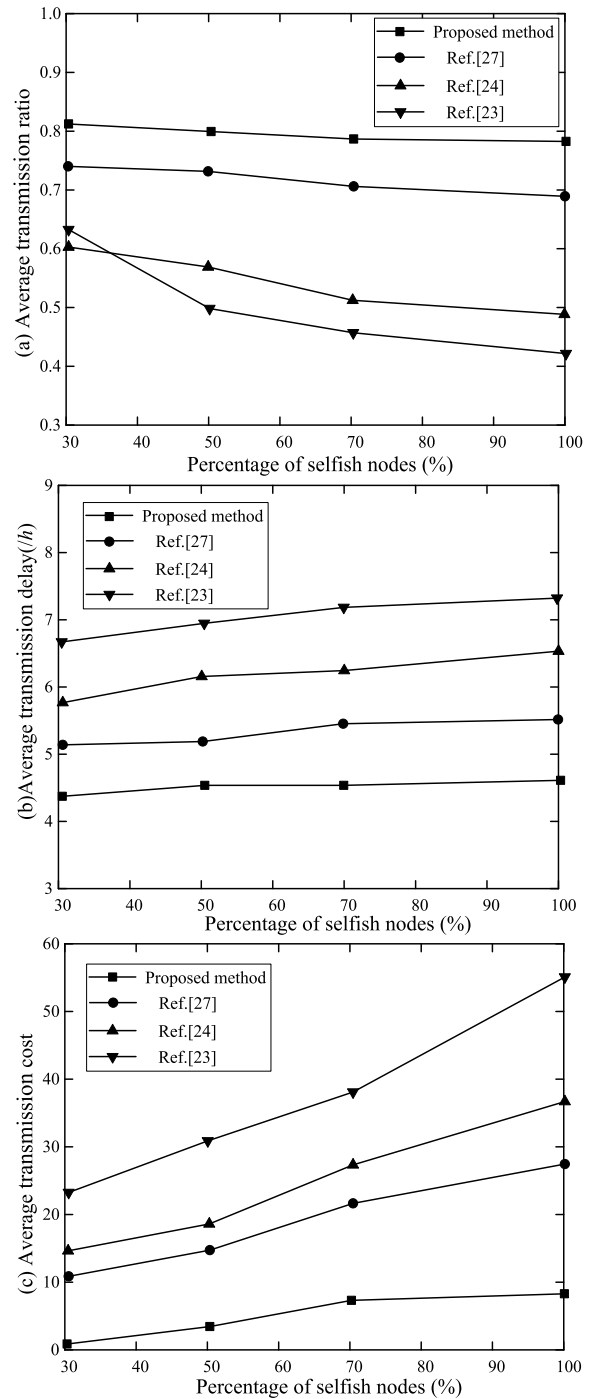 1.0
Proposed method
Ref.[27]
Ref.[24]
Ref.[23]
0.9
0.8
0.7
0.6
0.5
0.4
0.3
(a) Average transmission ratio
30 40 50 60 70 80 90 100
Percentage of selfish nodes (%)
9
Proposed method
Ref.[27]
Ref.[24]
Ref.[23]
8
7
6
5
4
3
(b)Average transmission delay(/h)
30 40 50 60 70 80 90 100
Percentage of selfish nodes (%)
60
Proposed method
Ref.[27]
Ref.[24]
Ref.[23]
50
40
30
20
10
0
(c) Average transmission cost
30 40 50 60 70 80 90 100
Percentage of selfish nodes (%)